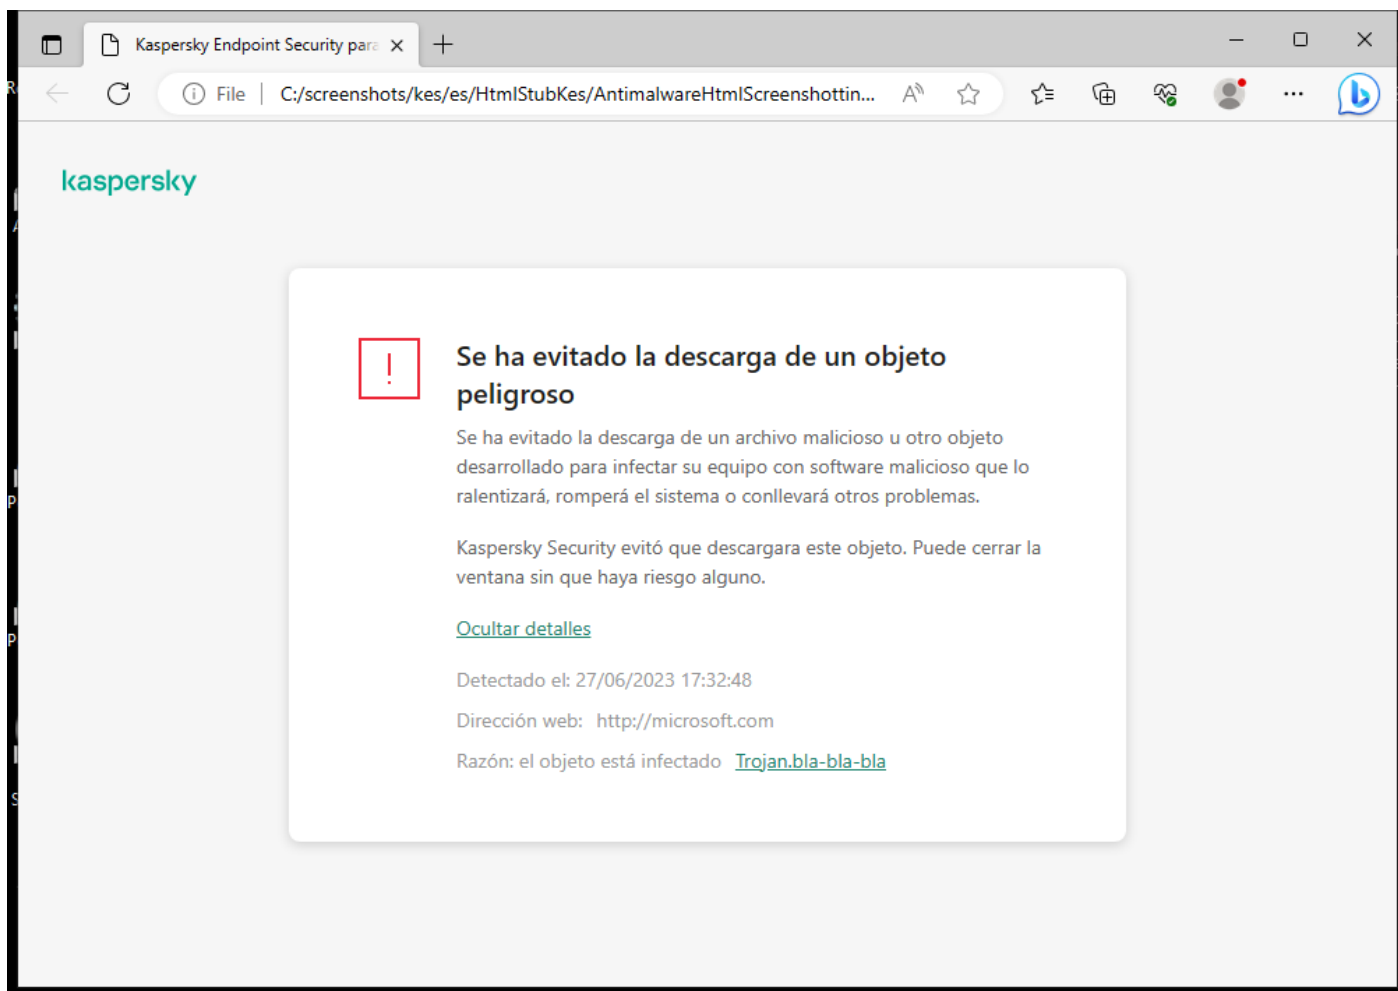 Kaspersky Endpoint Security para
File
C:/screenshots/kes/es/HtmlStubKes/AntimalwareHtmlScreenshottin...
kaspersky
!
Se ha evitado la descarga de un objeto
peligroso
Se ha evitado la descarga de un archivo malicioso u otro objeto
desarrollado para infectar su equipo con software malicioso que lo
ralentizará, romperá el sistema o conllevará otros problemas.
Kaspersky Security evitó que descargara este objeto. Puede cerrar la
ventana sin que haya riesgo alguno.
Ocultar detalles
Detectado el: 27/06/2023 17:32:48
Dirección web: http://microsoft.com
Razón: el objeto está infectado Trojan.bla-bla-bla